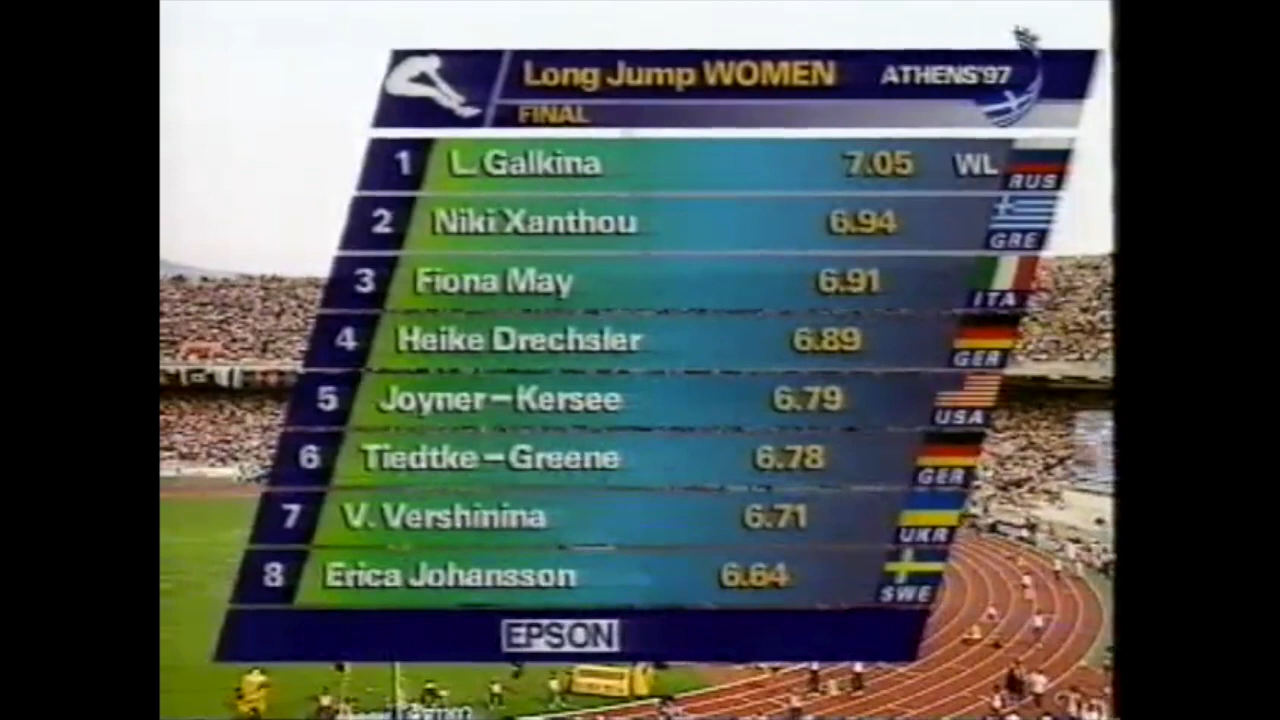 Long Jump WOMEN ATHENS'97
FINAL
1 L. Galkina 7.05 WL RUS
2 Niki Xanthou 6.94 GRE
3 Fiona May 6.91 ITA
4 Heike Drechsler 6.89 GER
5 Joyner-Kersee 6.79 USA
6 Tiedtke-Greene 6.78 GER
7 V. Vershinina 6.71 UKR
8 Erica Johansson 6.64 SWE
EPSON